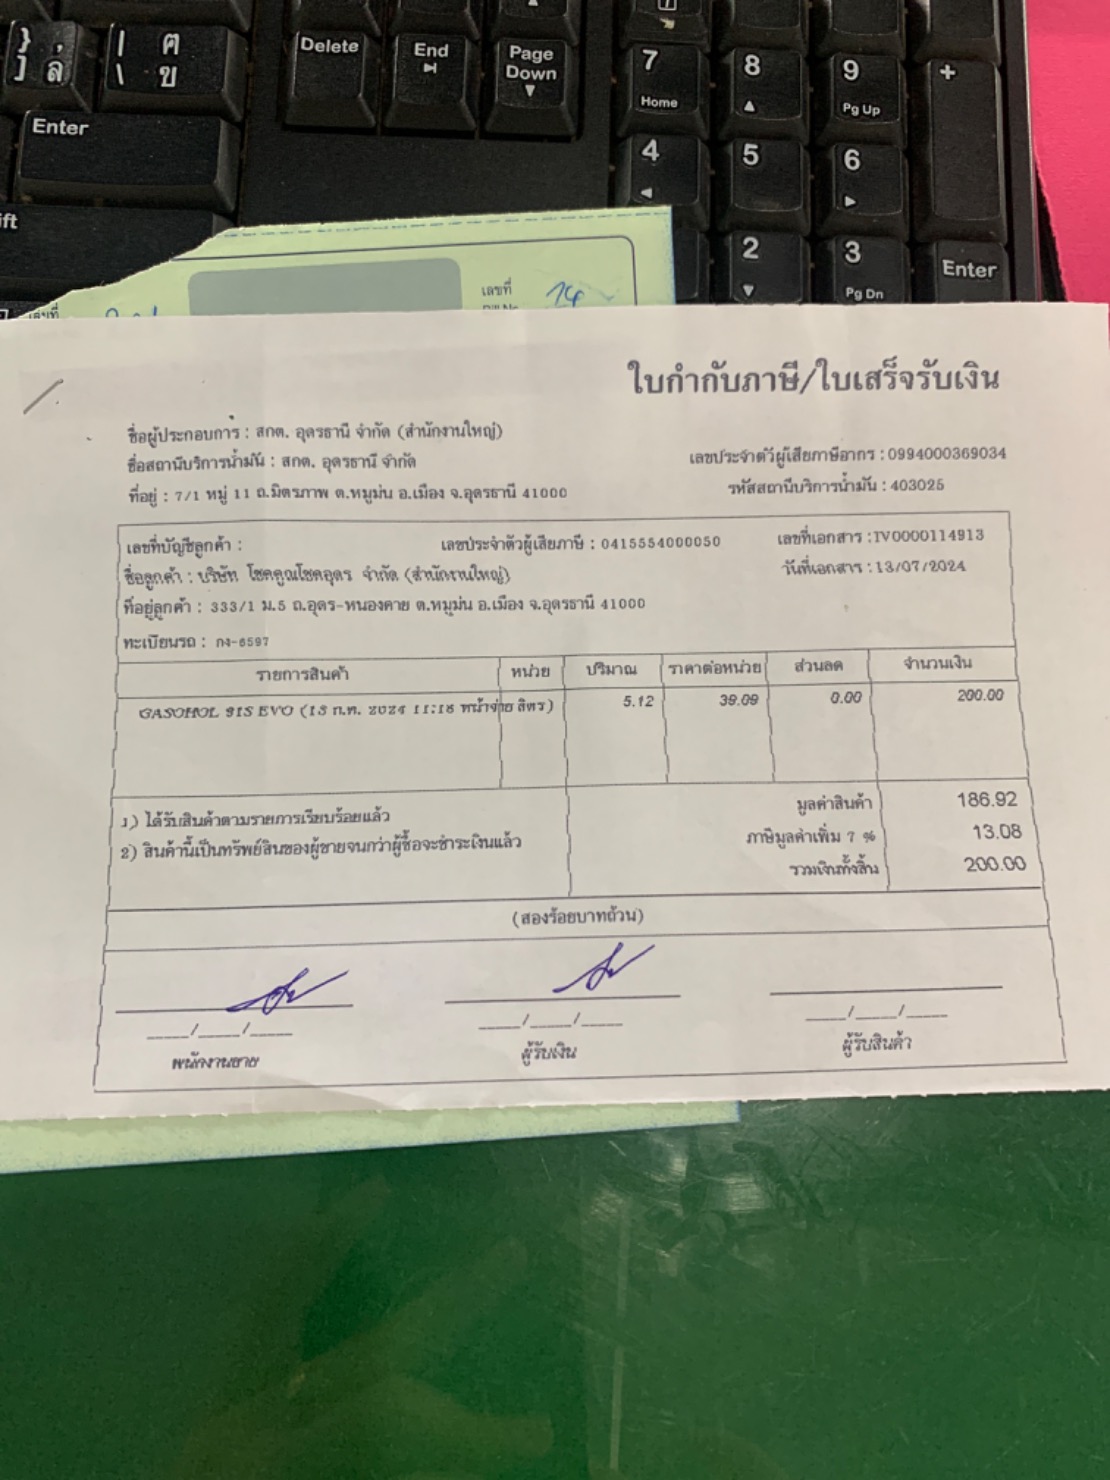 } ,
] ล
| ฅ
\ ข
Delete
End
Page
Down
7
Home
8
9
Pg Up
+
Enter
4
5
6
ift
2
3
Pg Dn
Enter
เลขที่
14
ใบกำกับภาษี/ใบเสร็จรับเงิน
ชื่อผู้ประกอบการ : สกต. อุดรธานี จำกัด (สำนักงานใหญ่)
ชื่อสถานีบริการน้ำมัน : สกต. อุดรธานี จำกัด
เลขประจำตัวผู้เสียภาษีอากร : 0994000369034
ที่อยู่ : 7/1 หมู่ 11 ถ.มิตรภาพ ต.หมูม่น อ.เมือง จ.อุดรธานี 41000
รหัสสถานีบริการน้ำมัน : 403025
เลขที่บัญชีลูกค้า : เลขประจำตัวผู้เสียภาษี : 0415554000050 เลขที่เอกสาร : IV0000114913
ชื่อลูกค้า : บริษัท โชคคูณโชคอุดร จำกัด (สำนักงานใหญ่) วันที่เอกสาร : 13/07/2024
ที่อยู่ลูกค้า : 333/1 ม.5 ถ.อุดร-หนองคาย ต.หมูม่น อ.เมือง จ.อุดรธานี 41000
ทะเบียนรถ : กง-6597
รายการสินค้า หน่วย ปริมาณ ราคาต่อหน่วย ส่วนลด จำนวนเงิน
GASOHOL 91S EVO (13 ก.ค. 2024 11:18 หน้าจ่าย ลิตร) 5.12 39.09 0.00 200.00
1) ได้รับสินค้าตามรายการเรียบร้อยแล้ว มูลค่าสินค้า 186.92
2) สินค้านี้เป็นทรัพย์สินของผู้ขายจนกว่าผู้ซื้อจะชำระเงินแล้ว ภาษีมูลค่าเพิ่ม 7 % 13.08
รวมเงินทั้งสิ้น 200.00
(สองร้อยบาทถ้วน)
___/___/___ ___/___/___ ___/___/___
พนักงานขาย ผู้รับเงิน ผู้รับสินค้า